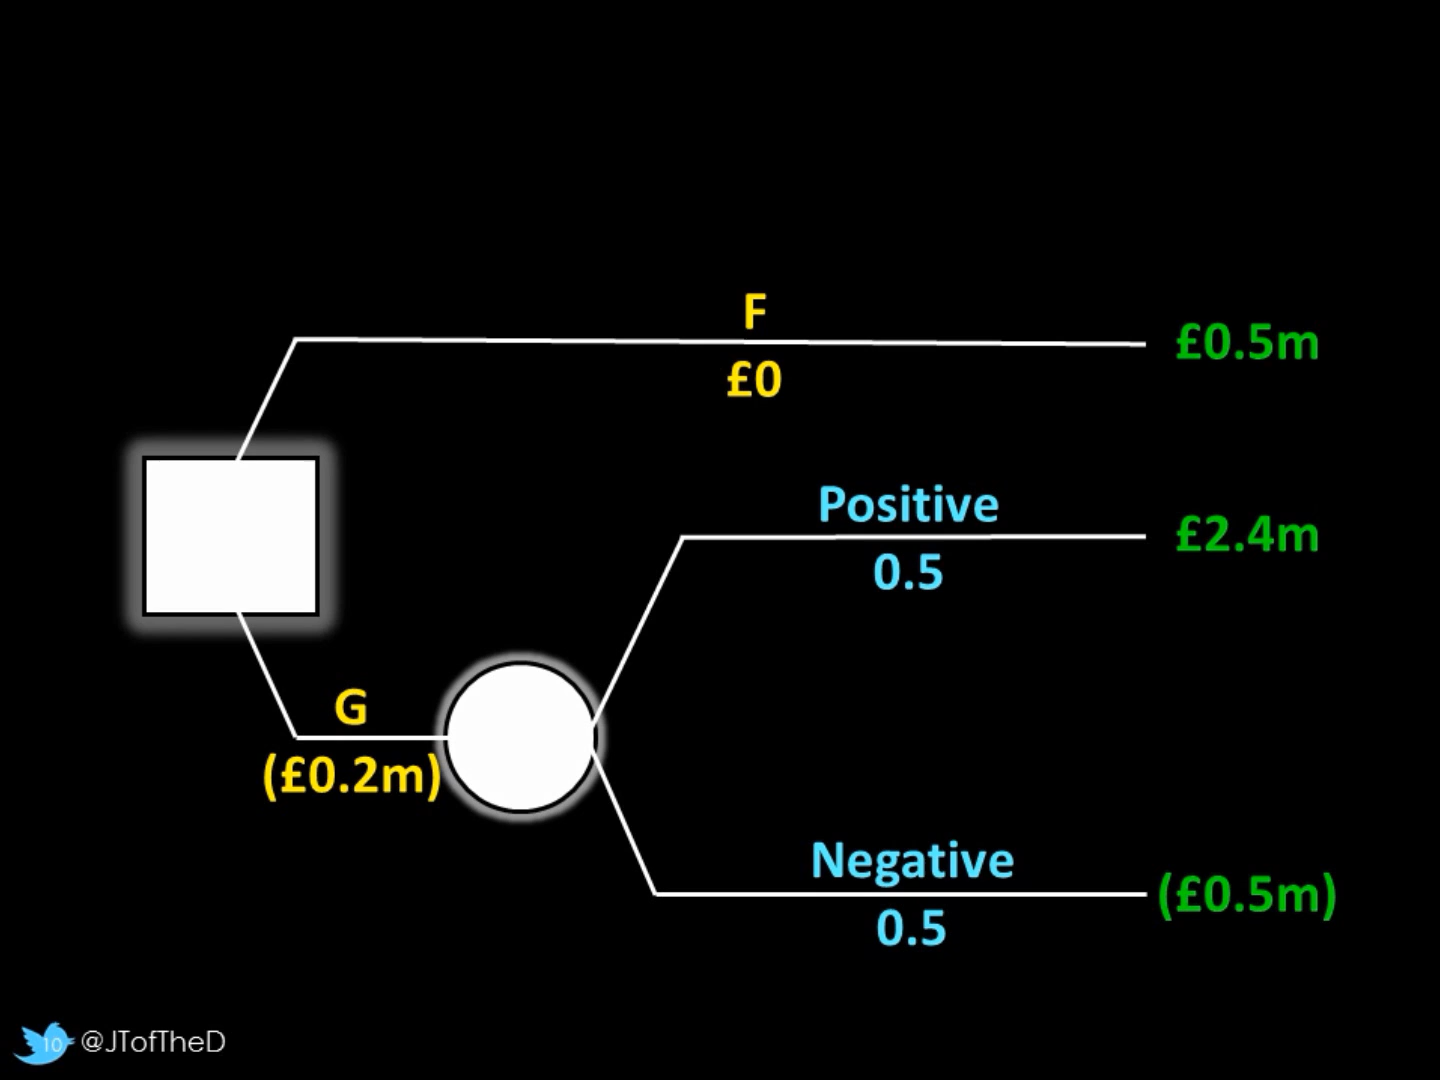 F
£0
£0.5m
Positive
0.5
£2.4m
G
(£0.2m)
Negative
0.5
(£0.5m)
10
@JTofTheD